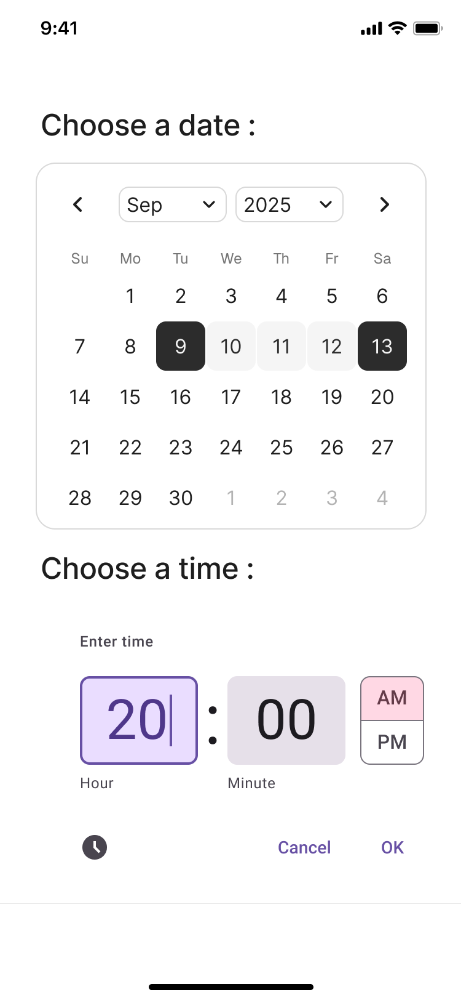 9:41
Choose a date :
Sep 2025
Su Mo Tu We Th Fr Sa
1 2 3 4 5 6
7 8 9 10 11 12 13
14 15 16 17 18 19 20
21 22 23 24 25 26 27
28 29 30 1 2 3 4
Choose a time :
Enter time
20 : 00 AM
PM
Hour Minute
Cancel OK